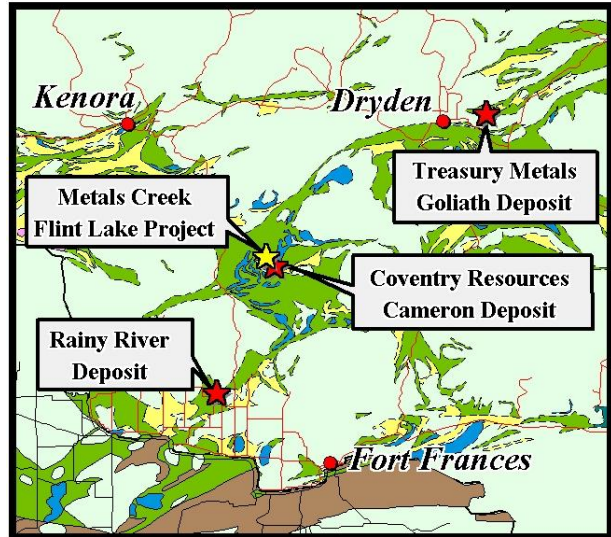 Kenora
Dryden
Treasury Metals
Goliath Deposit
Metals Creek
Flint Lake Project
Coventry Resources
Cameron Deposit
Rainy River
Deposit
Fort Frances